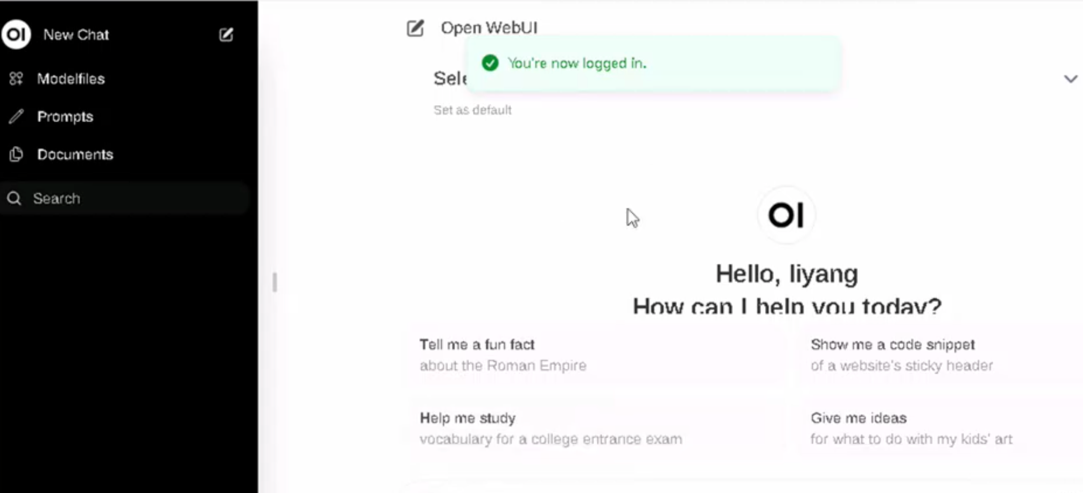 OI New Chat
Modelfiles
Prompts
Documents
Search
Open WebUI
You're now logged in.
Sele
Set as default
OI
Hello, liyang
How can I help you today?
Tell me a fun fact
about the Roman Empire
Show me a code snippet
of a website's sticky header
Help me study
vocabulary for a college entrance exam
Give me ideas
for what to do with my kids' art